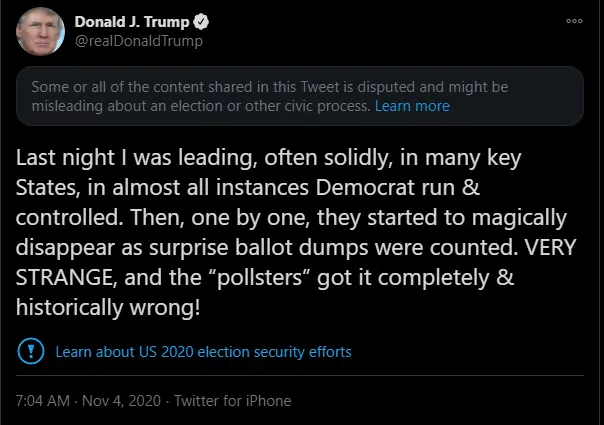 Donald J. Trump
@realDonaldTrump
Some or all of the content shared in this Tweet is disputed and might be
misleading about an election or other civic process. Learn more
Last night I was leading, often solidly, in many key
States, in almost all instances Democrat run &
controlled. Then, one by one, they started to magically
disappear as surprise ballot dumps were counted. VERY
STRANGE, and the “pollsters” got it completely &
historically wrong!
Learn about US 2020 election security efforts
7:04 AM · Nov 4, 2020 · Twitter for iPhone